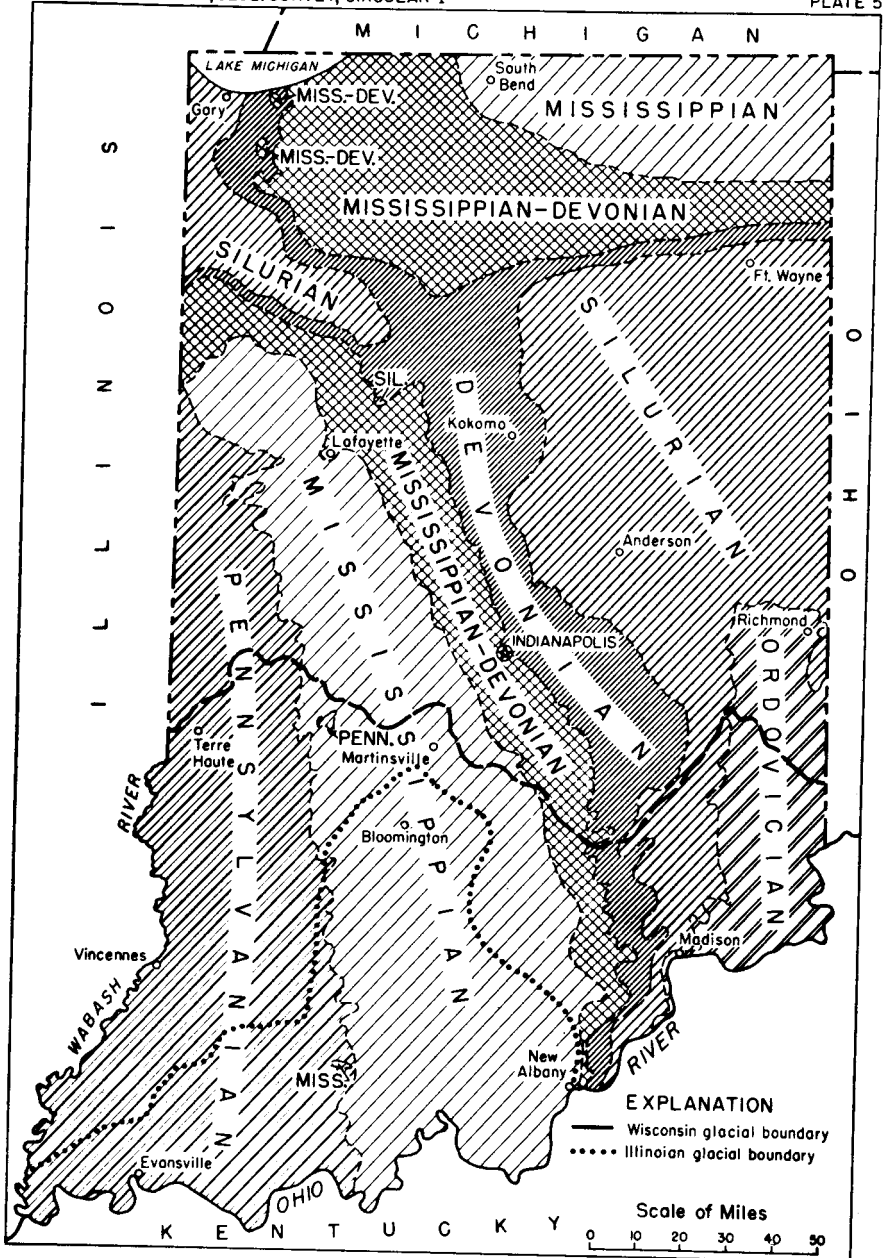 SURVEY, CIRCULAR 1
PLATE 5
MICHIGAN
LAKE MICHIGAN
South Bend
Gary
MISS.-DEV.
MISSISSIPPIAN
MISS.-DEV.
MISSISSIPPIAN-DEVONIAN
SILURIAN
Ft. Wayne
SILURIAN
ILLINOIS
OHIO
SIL.
DEVONIAN
Kokomo
Lafayette
MISSISSIPPIAN
MISSISSIPPIAN-DEVONIAN
Anderson
PENNSYLVANIAN
INDIANAPOLIS
Richmond
ORDOVICIAN
Terre Haute
PENN.
Martinsville
RIVER
Bloomington
Vincennes
Madison
WABASH
New Albany
RIVER
MISS.
EXPLANATION
Wisconsin glacial boundary
Illinoian glacial boundary
Evansville
OHIO
KENTUCKY
Scale of Miles
0 10 20 30 50